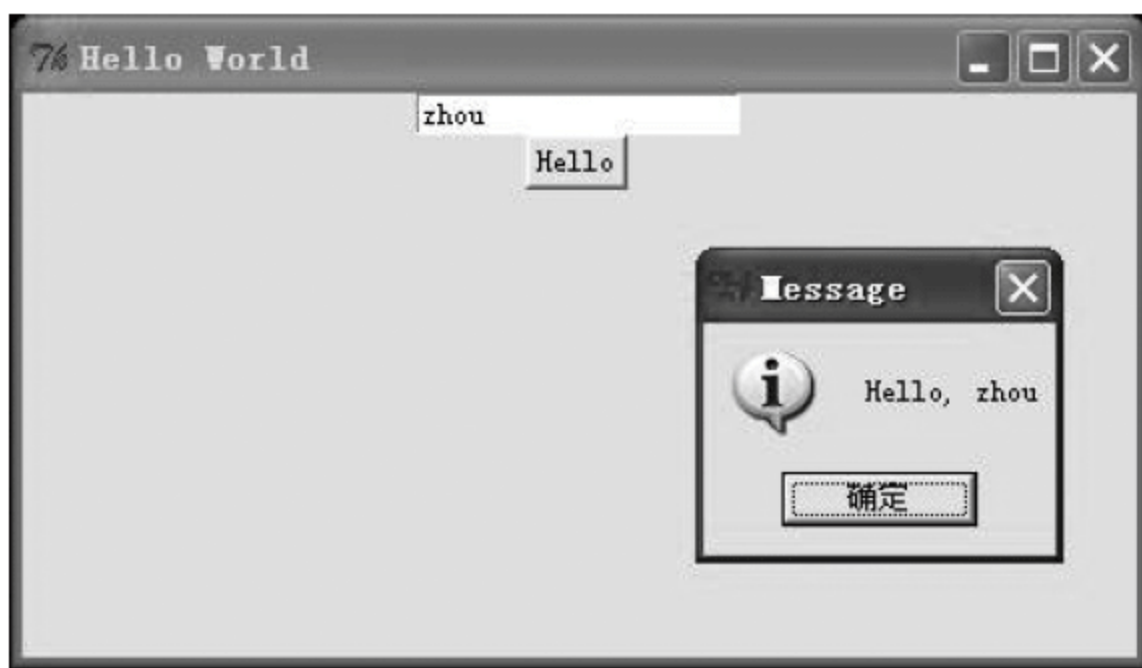 Hello World
zhou
Hello
Message
Hello, zhou
确定